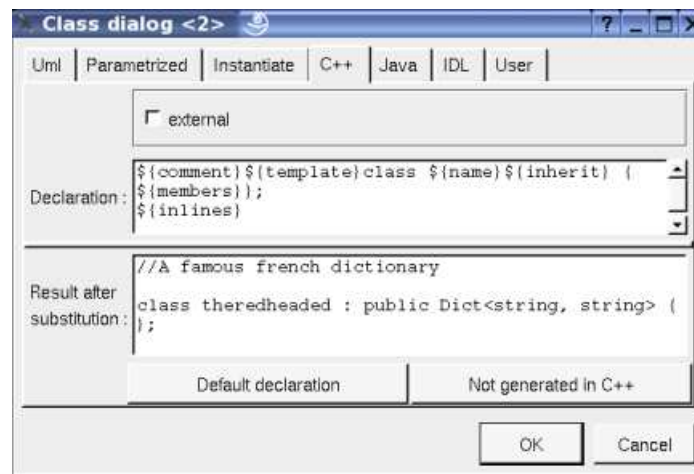 Class dialog <2>
? _
Uml Parametrized Instantiate C++ Java IDL User
external
Declaration :
${comment}${template}class ${name}${inherit} {
${members}};
${inlines}
Result after
substitution :
//A famous french dictionary
class theredheaded : public Dict<string, string> {
};
Default declaration Not generated in C++
OK Cancel